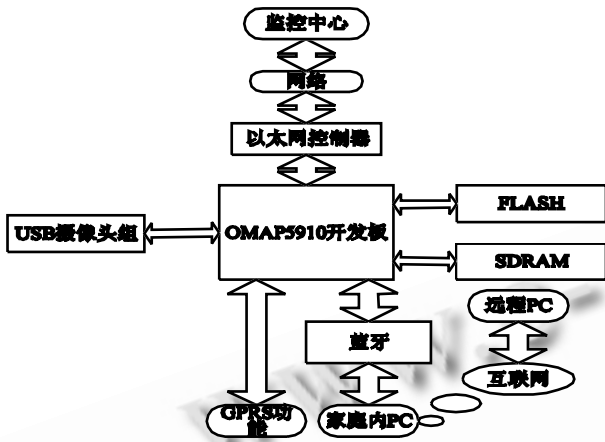 监控中心
网络
以太网控制器
USB摄像头组
OMAP5910开发板
FLASH
SDRAM
远程PC
蓝牙
互联网
GPRS功
能
家庭内PC